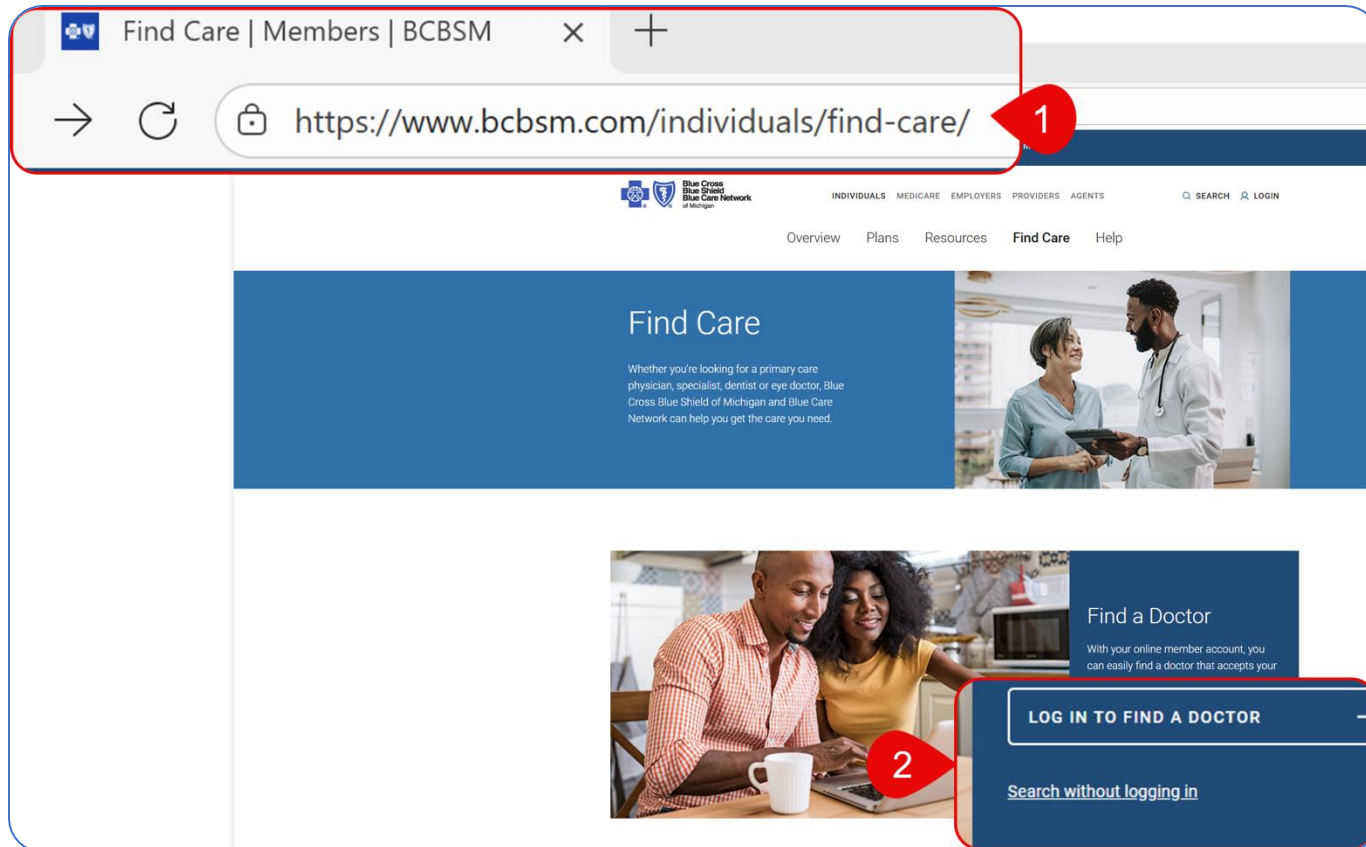 Find Care | Members | BCBSM
https://www.bcbsm.com/individuals/find-care/
1
Blue Cross
Blue Shield
Blue Care Network
of Michigan
INDIVIDUALS MEDICARE EMPLOYERS PROVIDERS AGENTS
SEARCH LOGIN
Overview Plans Resources Find Care Help
Find Care
Whether you're looking for a primary care
physician, specialist, dentist or eye doctor, Blue
Cross Blue Shield of Michigan and Blue Care
Network can help you get the care you need.
Find a Doctor
With your online member account, you
can easily find a doctor that accepts your
2
LOG IN TO FIND A DOCTOR
Search without logging in